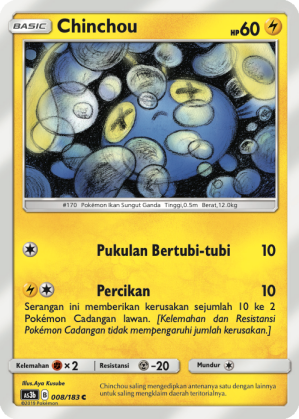 BASIC Chinchou HP60
#170 Pokémon Ikan Sungut Ganda Tinggi,0.5m Berat,12.0kg
Pukulan Bertubi-tubi 10
Percikan 10
Serangan ini memberikan kerusakan sejumlah 10 ke 2
Pokémon Cadangan lawan. [Kelemahan dan Resistansi
Pokémon Cadangan tidak mempengaruhi jumlah kerusakan.]
Kelemahan ×2 Resistansi -20 Mundur
Illus.Aya Kusube
AS3b B 008/183 C
©2019 Pokémon
Chinchou saling mengedipkan antenanya satu dengan lainnya
untuk saling menandakan daerah teritorialnya.